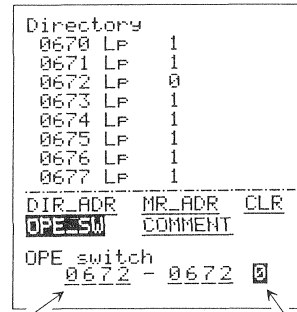 Directory
0670 Lp 1
0671 Lp 1
0672 Lp 0
0673 Lp 1
0674 Lp 1
0675 Lp 1
0676 Lp 1
0677 Lp 1
DIR_ADR MR_ADR CLR
OPE_SW COMMENT
OPE switch
0672 - 0672 0